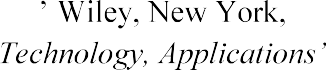 ’ Wiley, New York,
Technology, Applications’